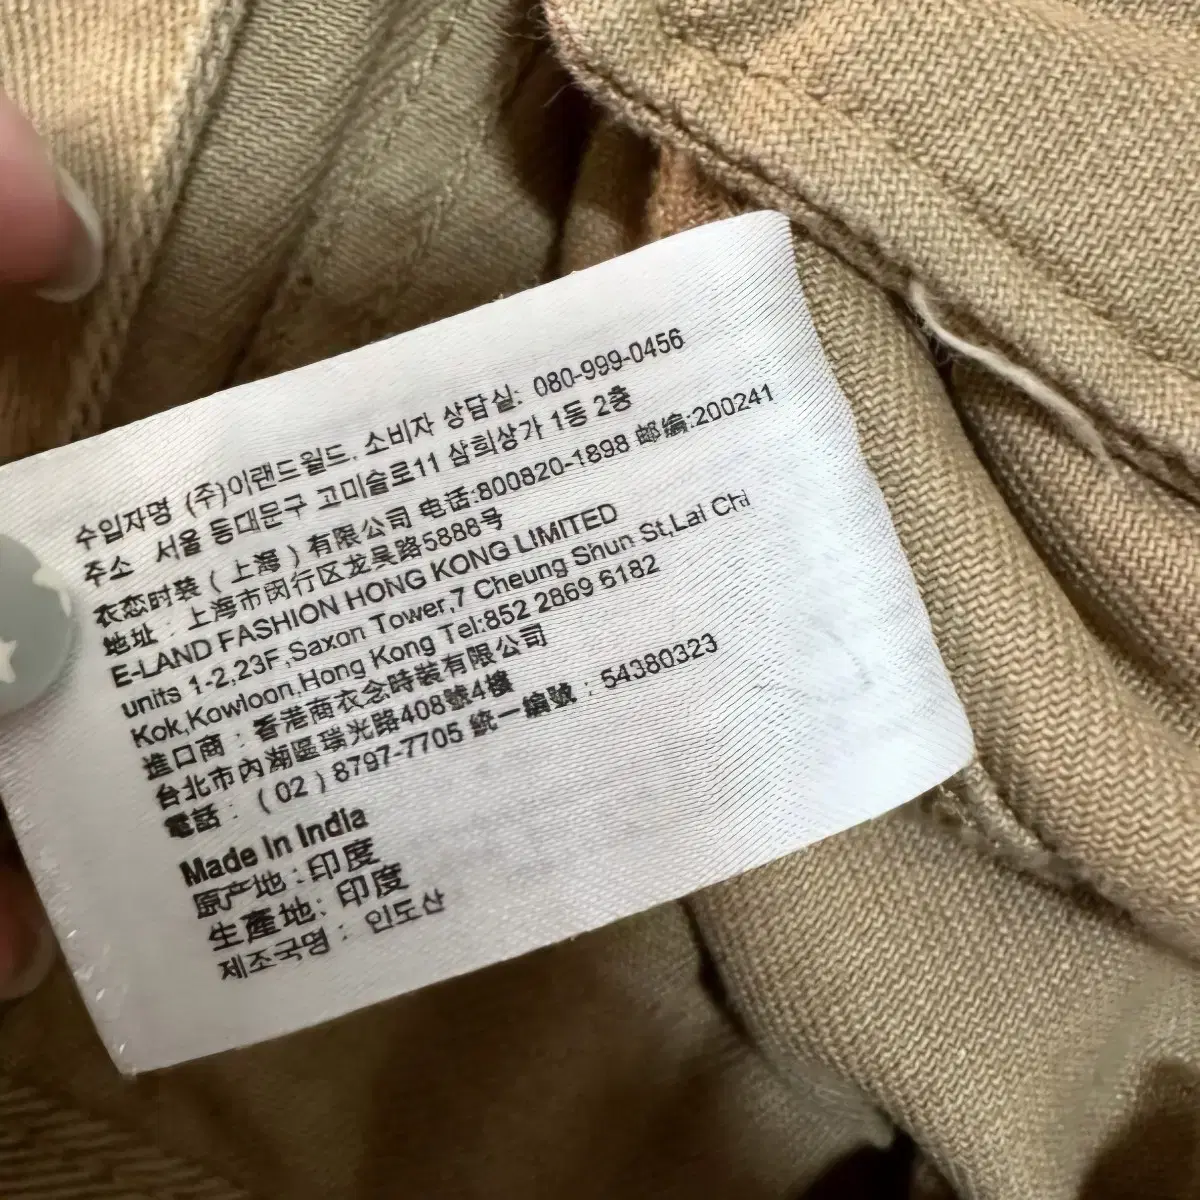 수입자명 (주)이랜드월드. 소비자 상담실: 080-999-0456
주소 서울 동대문구 고미술로11 삼희상가 1동 2층
衣恋时裝 ( 上海 ) 有限公司 电话:800820-1898 邮编:200241
地址 : 上海市闵行区龙吴路5888号
E-LAND FASHION HONG KONG LIMITED
units 1-2,23F,Saxon Tower,7 Cheung Shun St,Lai Chi
Kok,Kowloon,Hong Kong Tel:852 2869 6182
進口商 : 香港商衣念時裝有限公司
台北市內湖區瑞光路408號4樓
電話 : ( 02 ) 8797-7705 統一編號 : 54380323
Made In India
原产地 : 印度
生產地: 印度
제조국명 : 인도산